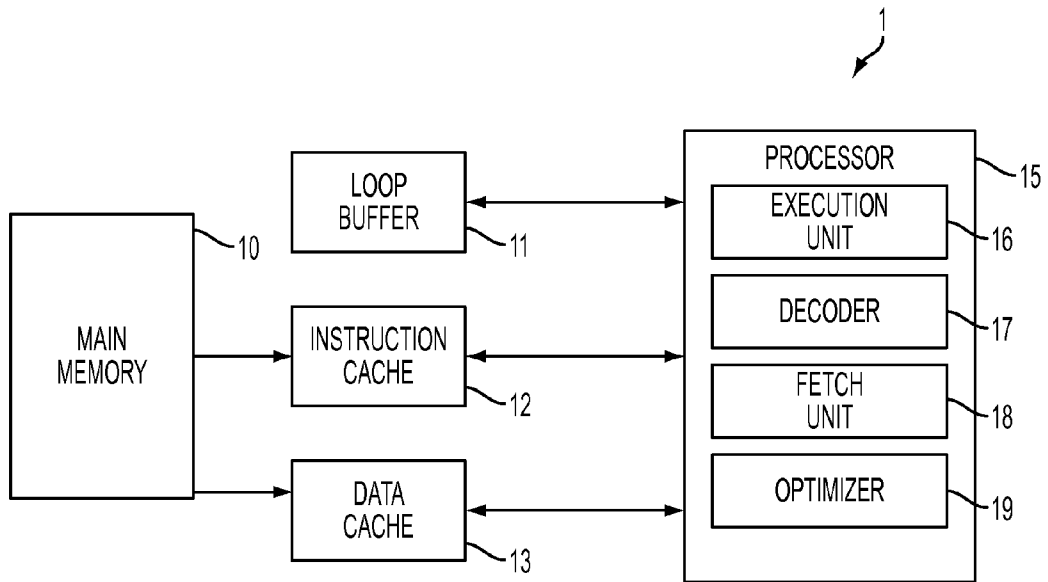 1
PROCESSOR
15
LOOP
BUFFER
11
EXECUTION
UNIT
16
10
MAIN
MEMORY
DECODER
17
INSTRUCTION
CACHE
12
FETCH
UNIT
18
DATA
CACHE
13
OPTIMIZER
19